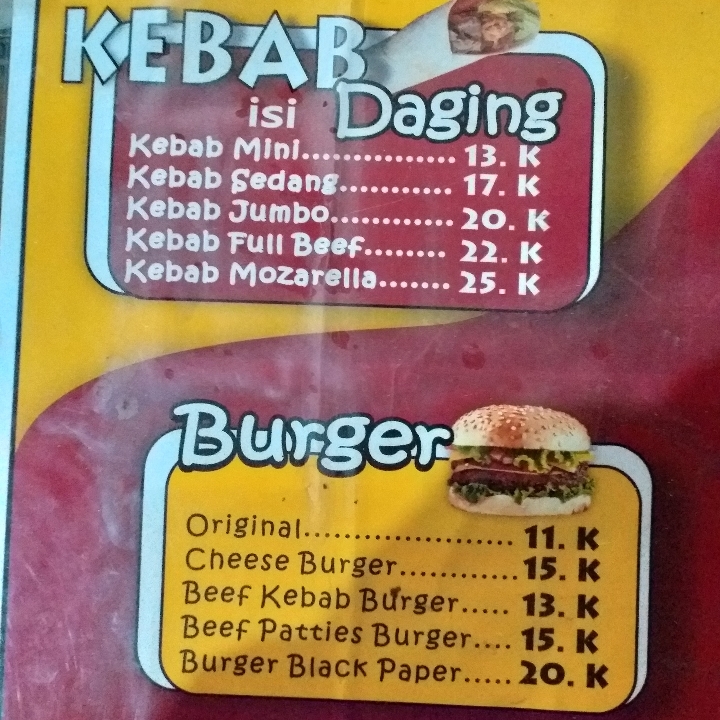 KEBAB
isi Daging
Kebab Mini............... 13. K
Kebab Sedang........... 17. K
Kebab Jumbo............ 20. K
Kebab Full Beef........ 22. K
Kebab Mozarella....... 25. K
Burger
Original..................... 11. K
Cheese Burger............ 15. K
Beef Kebab Burger..... 13. K
Beef Patties Burger.... 15. K
Burger Black Paper..... 20. K